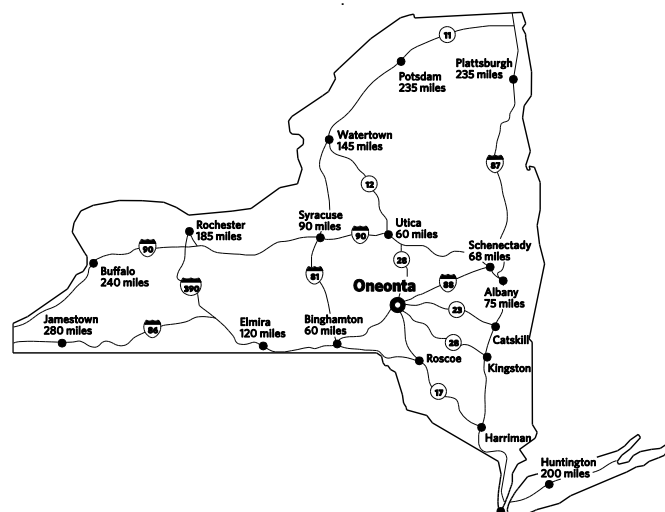 11
Potsdam
235 miles
Plattsburgh
235 miles
Watertown
145 miles
87
12
Rochester
185 miles
Syracuse
90 miles
90
Utica
60 miles
90
28
Schenectady
68 miles
Buffalo
240 miles
390
81
Oneonta
88
Albany
75 miles
Jamestown
280 miles
86
Elmira
120 miles
Binghamton
60 miles
23
Catskill
28
Kingston
Roscoe
17
Harriman
Huntington
200 miles